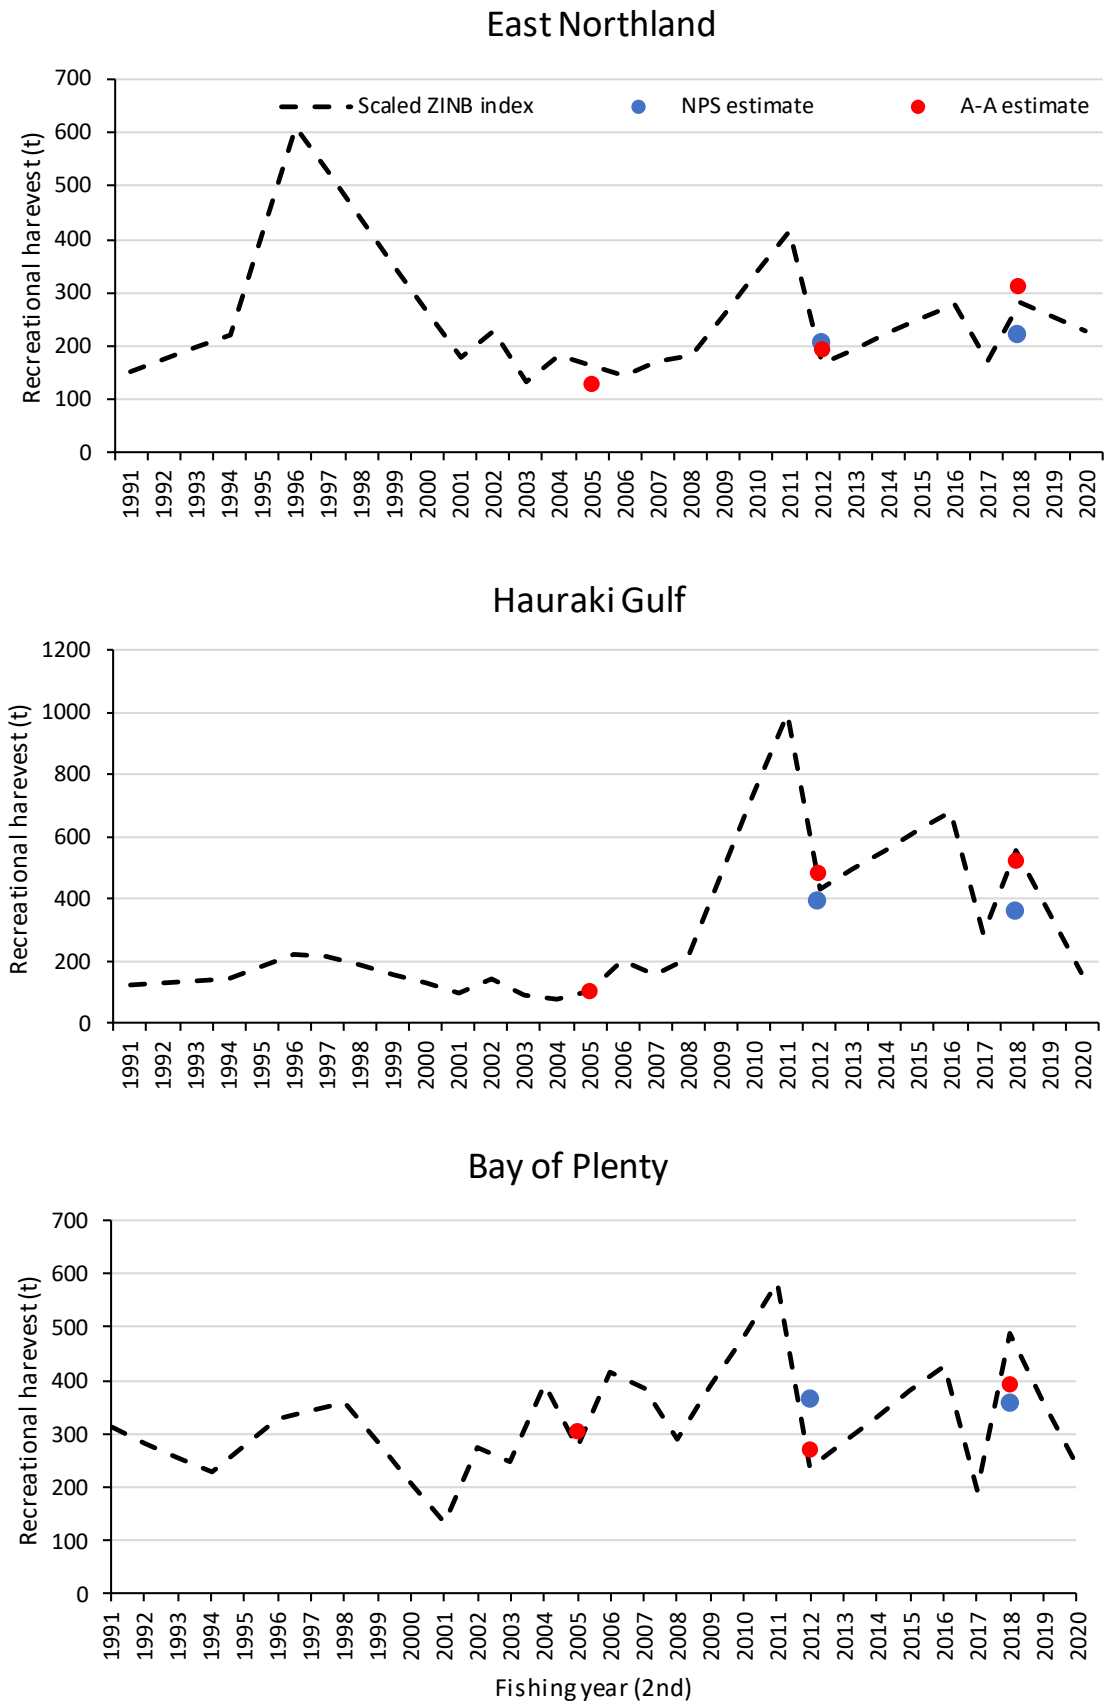 East Northland
Scaled ZINB index NPS estimate A-A estimate
Recreational harevest (t)
700
600
500
400
300
200
100
0
1991 1992 1993 1994 1995 1996 1997 1998 1999 2000 2001 2002 2003 2004 2005 2006 2007 2008 2009 2010 2011 2012 2013 2014 2015 2016 2017 2018 2019 2020
Hauraki Gulf
Recreational harevest (t)
1200
1000
800
600
400
200
0
1991 1992 1993 1994 1995 1996 1997 1998 1999 2000 2001 2002 2003 2004 2005 2006 2007 2008 2009 2010 2011 2012 2013 2014 2015 2016 2017 2018 2019 2020
Bay of Plenty
Recreational harevest (t)
700
600
500
400
300
200
100
0
1991 1992 1993 1994 1995 1996 1997 1998 1999 2000 2001 2002 2003 2004 2005 2006 2007 2008 2009 2010 2011 2012 2013 2014 2015 2016 2017 2018 2019 2020
Fishing year (2nd)